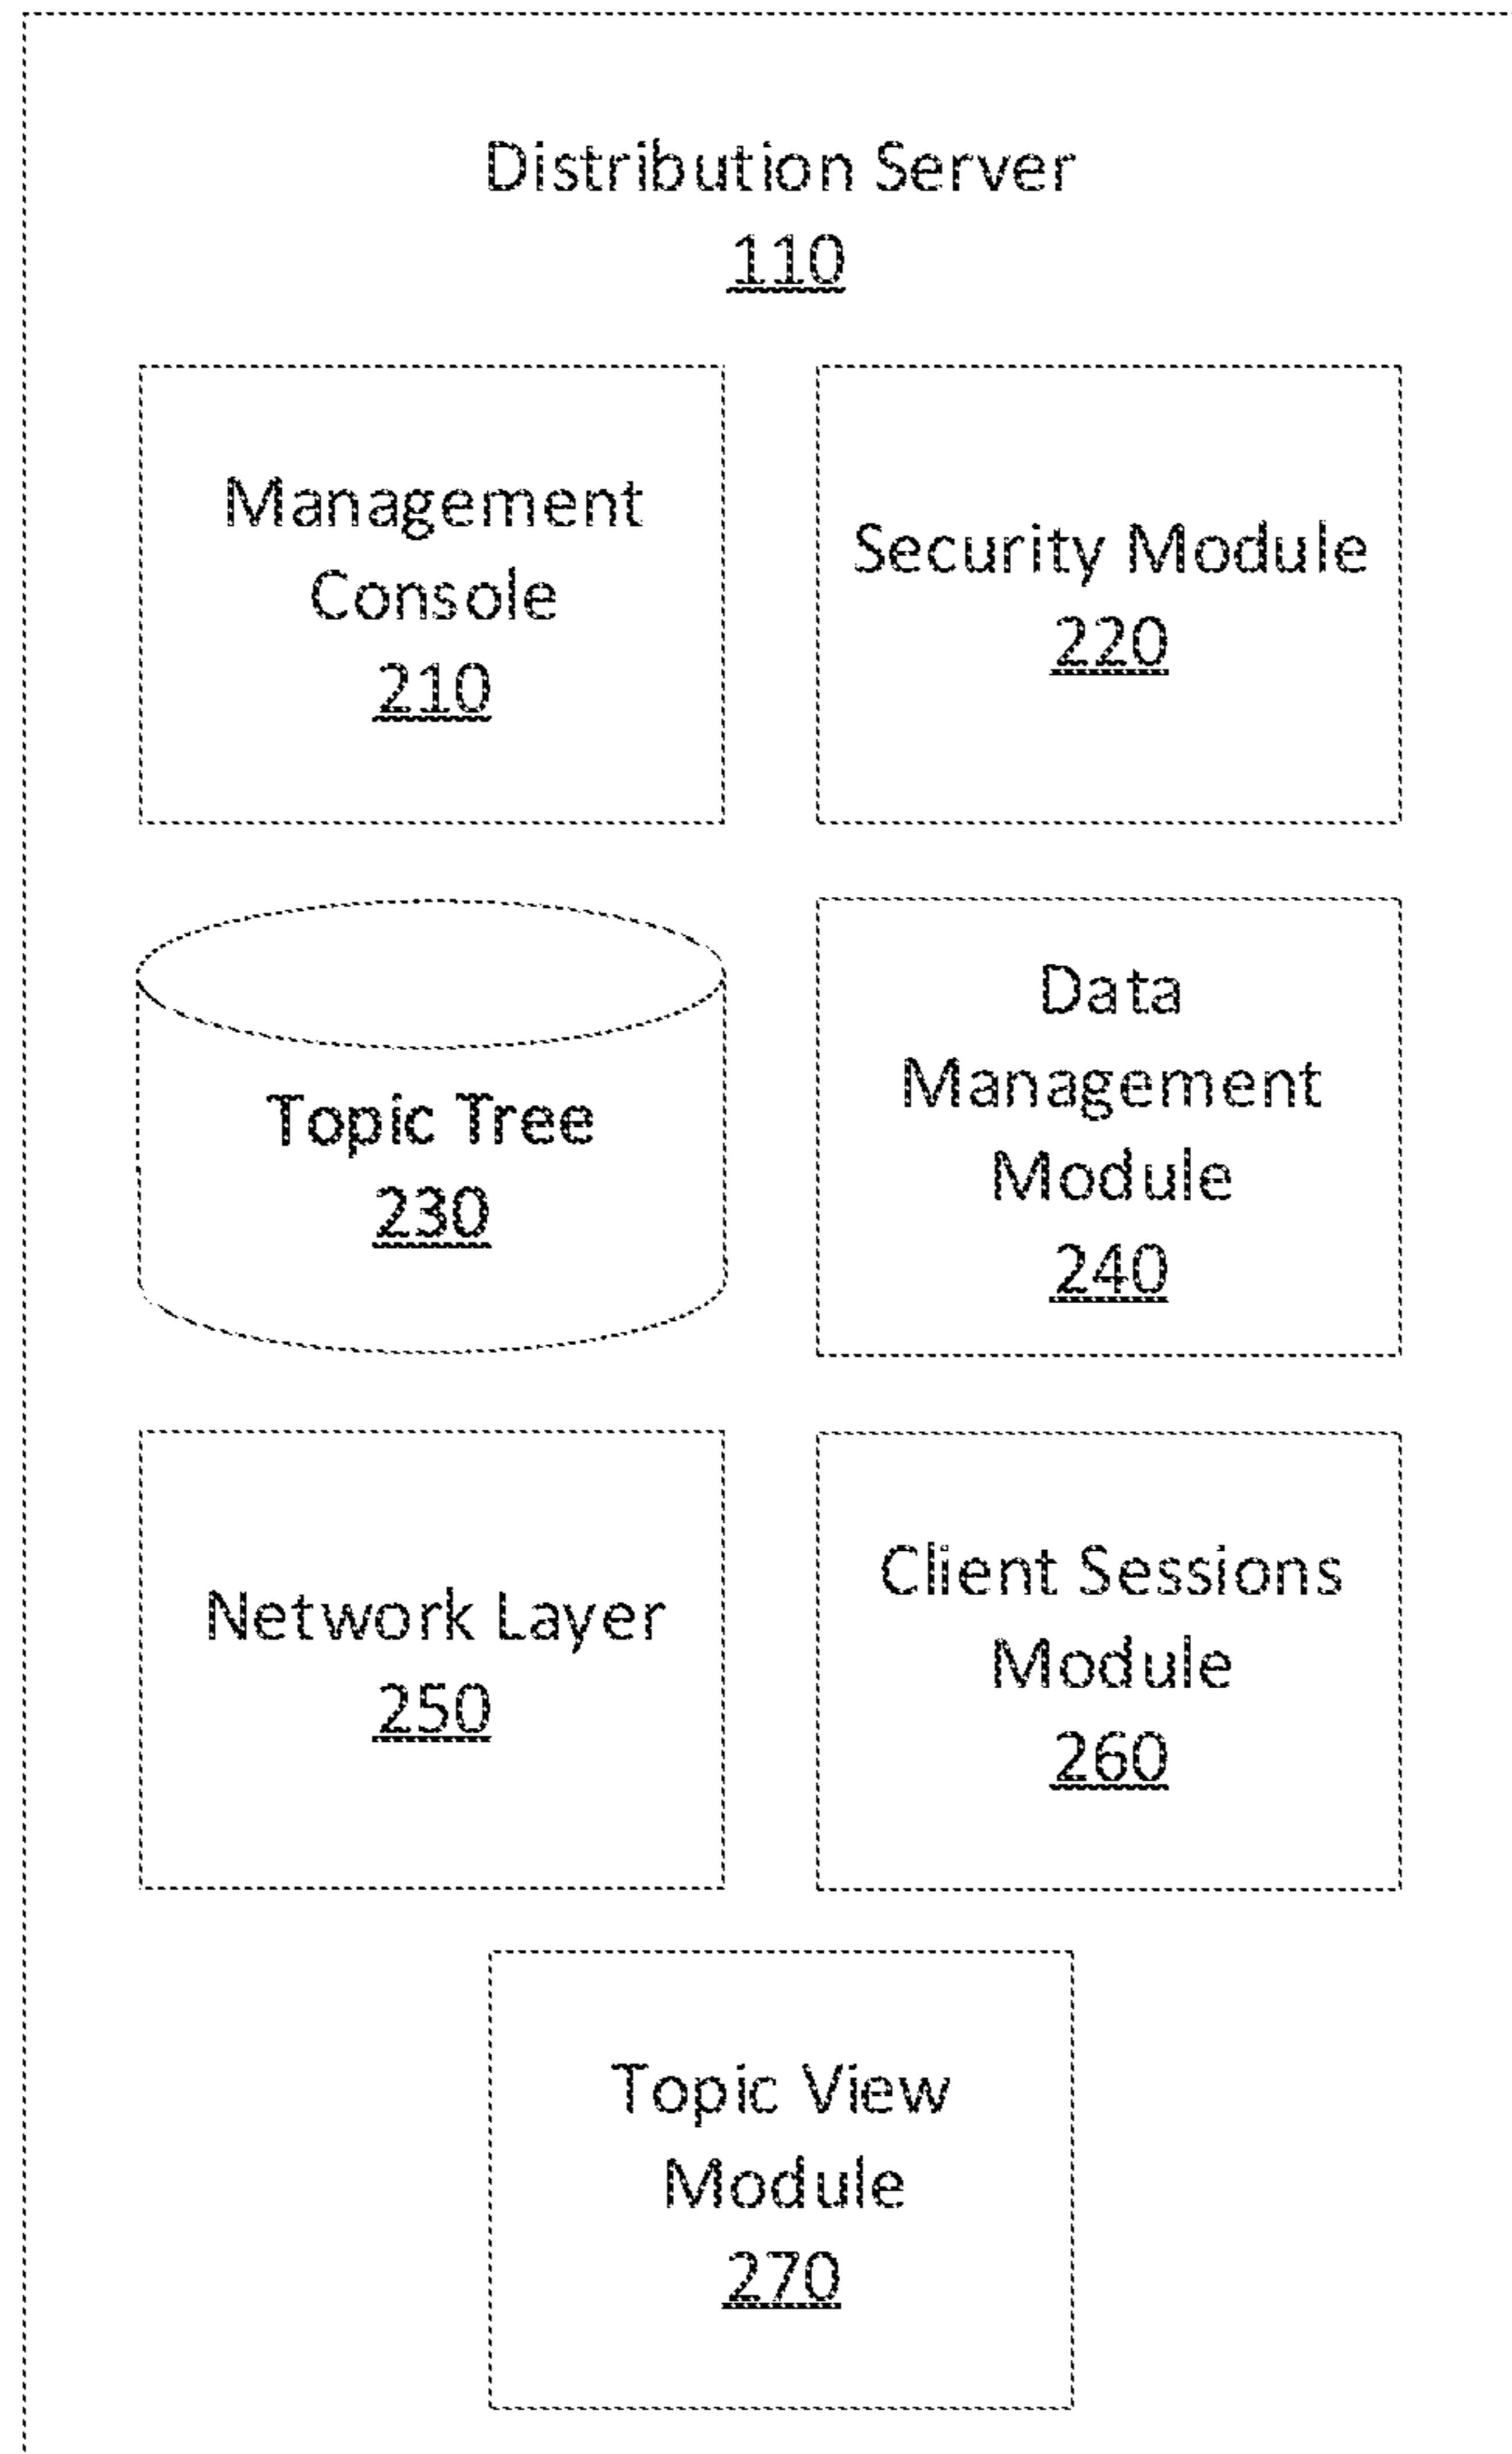 Distribution Server
110
Management
Console
210
Security Module
220
Topic Tree
230
Data
Management
Module
240
Network Layer
250
Client Sessions
Module
260
Topic View
Module
270